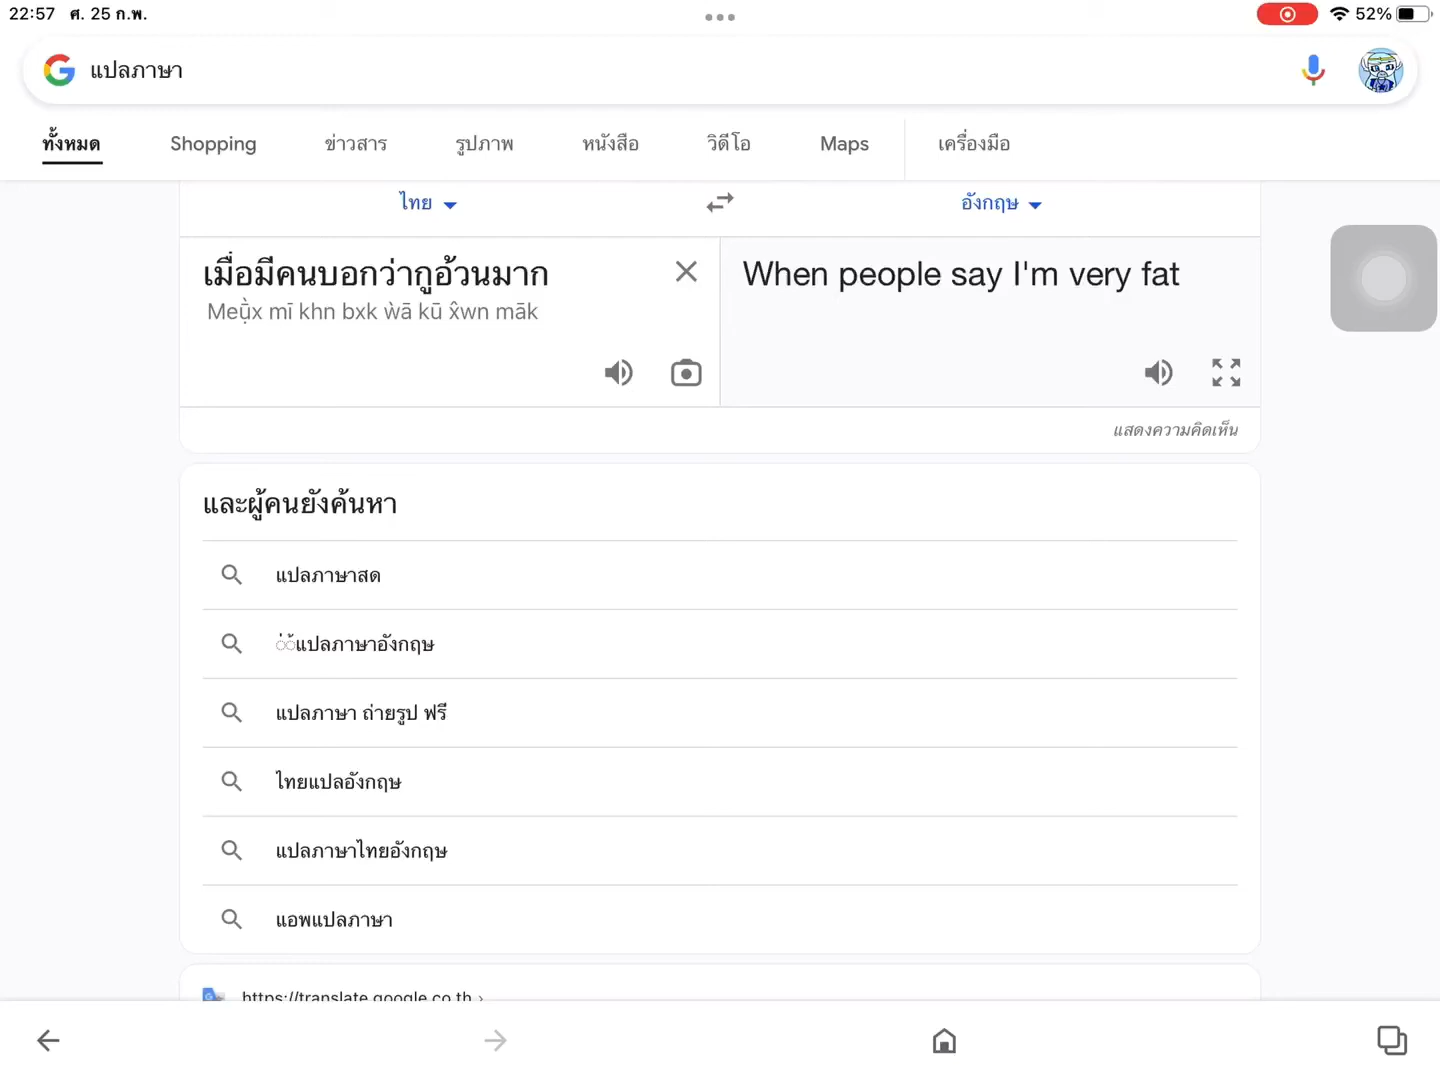 22:57 ศ. 25 ก.พ.
52%
แปลภาษา
ทั้งหมด Shopping ข่าวสาร รูปภาพ หนังสือ วิดีโอ Maps เครื่องมือ
ไทย อังกฤษ
เมื่อมีคนบอกว่ากูอ้วนมาก
Meụ̄̀x mī khn bxk ẁā kū x̂wn māk
When people say I'm very fat
แสดงความคิดเห็น
และผู้คนยังค้นหา
แปลภาษาสด
่้แปลภาษาอังกฤษ
แปลภาษา ถ่ายรูป ฟรี
ไทยแปลอังกฤษ
แปลภาษาไทยอังกฤษ
แอพแปลภาษา
https://translate.google.co.th ›